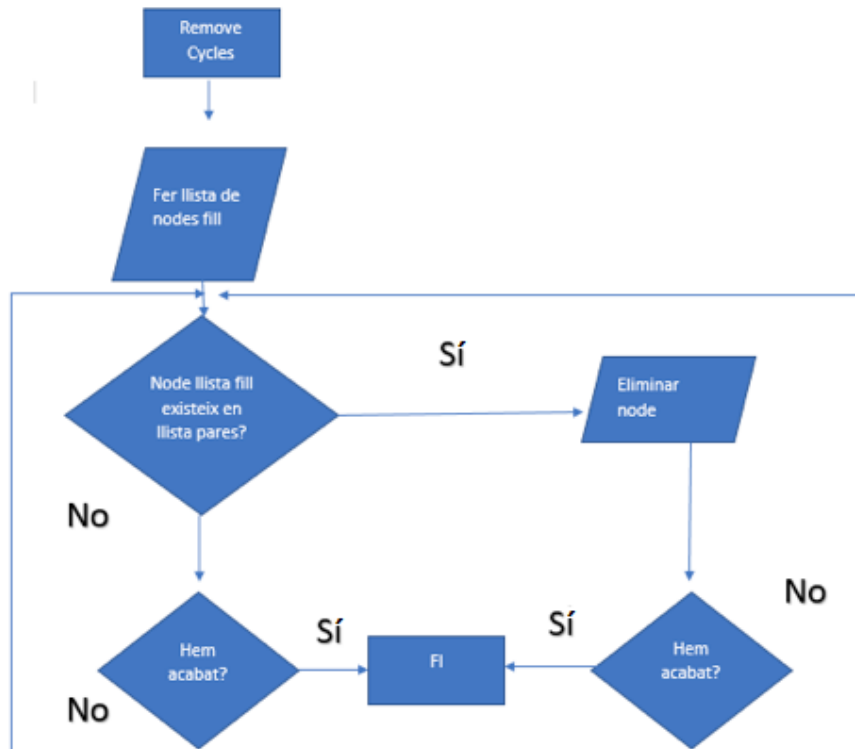 Remove
Cycles
Fer llista de
nodes fill
Sí
Node llista fill
existeix en
llista pares?
Eliminar
node
No
No
Sí
Sí
Hem
acabat?
FI
Hem
acabat?
No